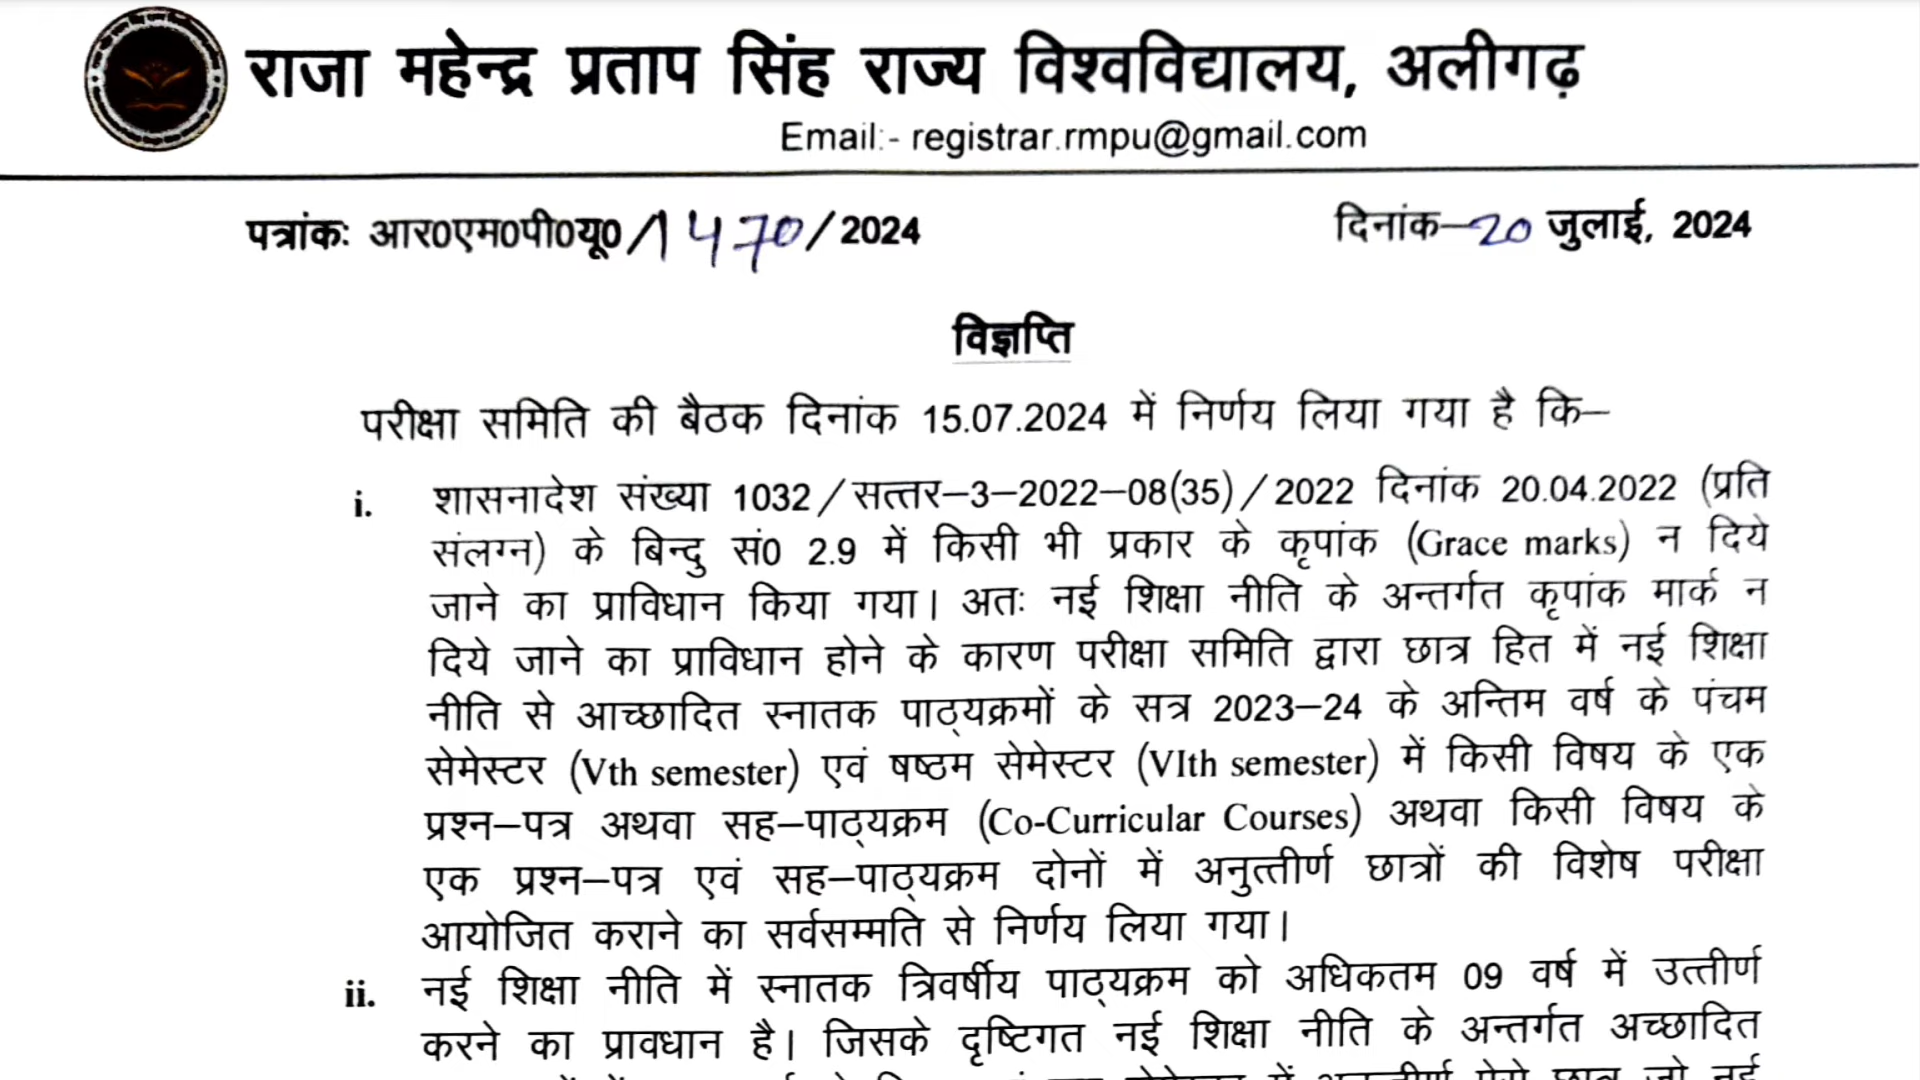 राजा महेन्द्र प्रताप सिंह राज्य विश्वविद्यालय, अलीगढ़
Email:- registrar.rmpu@gmail.com
पत्रांकः आर0एम0पी0यू0/1470/2024 दिनांक–20 जुलाई, 2024
विज्ञप्ति
परीक्षा समिति की बैठक दिनांक 15.07.2024 में निर्णय लिया गया है कि–
i. शासनादेश संख्या 1032/सत्तर–3–2022–08(35)/2022 दिनांक 20.04.2022 (प्रति
संलग्न) के बिन्दु सं0 2.9 में किसी भी प्रकार के कृपांक (Grace marks) न दिये
जाने का प्राविधान किया गया। अतः नई शिक्षा नीति के अन्तर्गत कृपांक मार्क न
दिये जाने का प्राविधान होने के कारण परीक्षा समिति द्वारा छात्र हित में नई शिक्षा
नीति से आच्छादित स्नातक पाठ्यक्रमों के सत्र 2023–24 के अन्तिम वर्ष के पंचम
सेमेस्टर (Vth semester) एवं षष्ठम सेमेस्टर (VIth semester) में किसी विषय के एक
प्रश्न–पत्र अथवा सह–पाठ्यक्रम (Co-Curricular Courses) अथवा किसी विषय के
एक प्रश्न–पत्र एवं सह–पाठ्यक्रम दोनों में अनुत्तीर्ण छात्रों की विशेष परीक्षा
आयोजित कराने का सर्वसम्मति से निर्णय लिया गया।
ii. नई शिक्षा नीति में स्नातक त्रिवर्षीय पाठ्यक्रम को अधिकतम 09 वर्ष में उत्तीर्ण
करने का प्रावधान है। जिसके दृष्टिगत नई शिक्षा नीति के अन्तर्गत अच्छादित